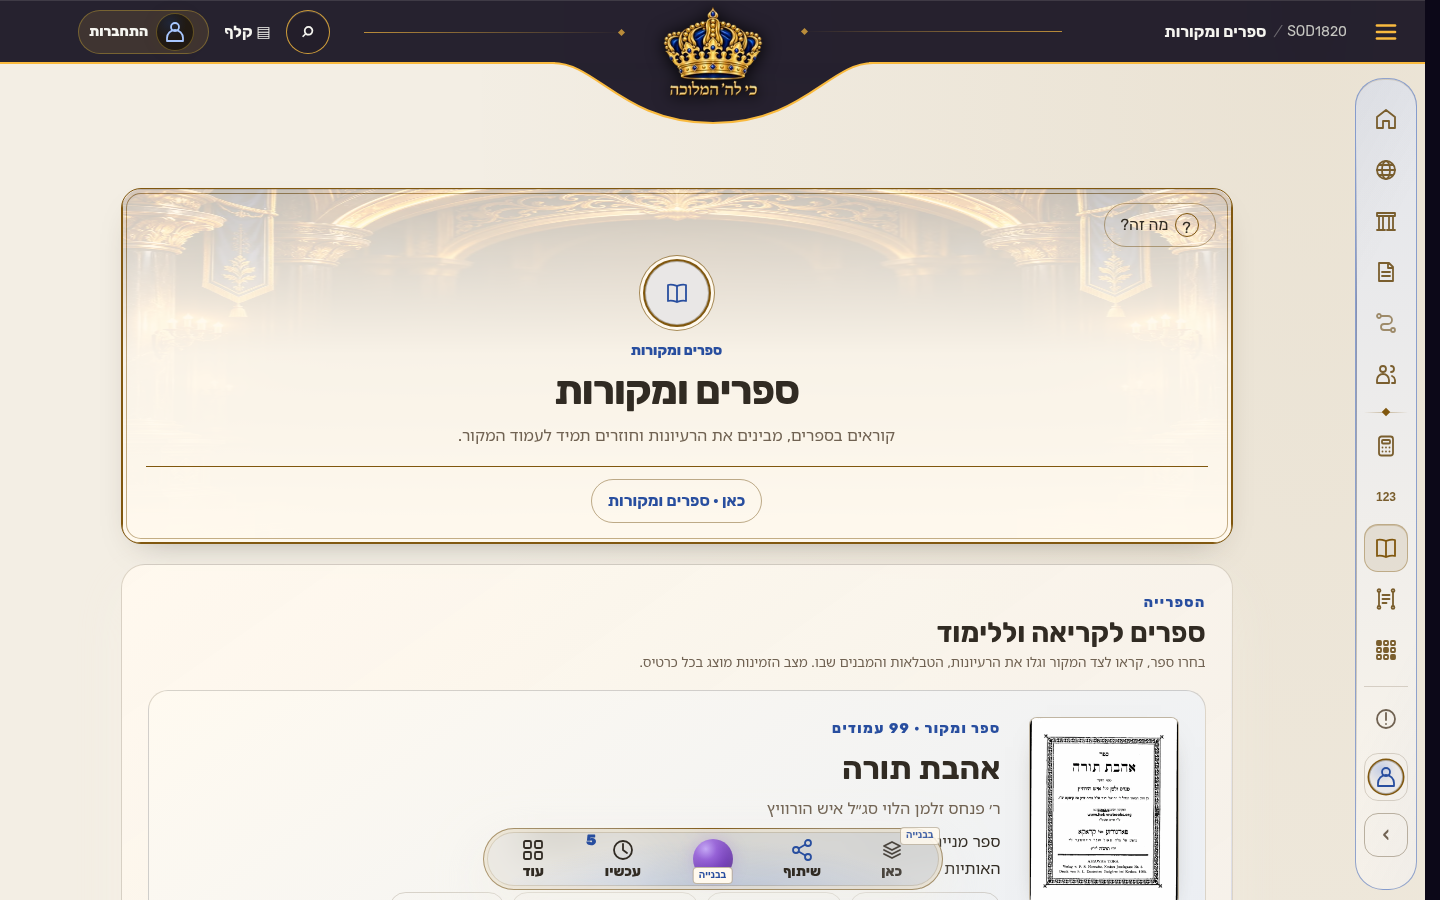 SOD1820 / ספרים ומקורות
קלף
התחברות
כי לה' המלוכה
? מה זה?
ספרים ומקורות
ספרים ומקורות
קוראים בספרים, מבינים את הרעיונות וחוזרים תמיד לעמוד המקור.
כאן • ספרים ומקורות
123
הספרייה
ספרים לקריאה וללימוד
בחרו ספר, קראו לצד המקור וגלו את הרעיונות, הטבלאות והמבנים שבו. מצב הזמינות מוצג בכל כרטיס.
ספר ומקור • 99 עמודים
אהבת תורה
ר׳ פנחס זלמן הלוי סג״ל איש הורוויץ
ספר
האותיות
ספר
אהבת תורה
בבנייה
כאן
שיתוף
בבנייה
5
עכשיו
עוד